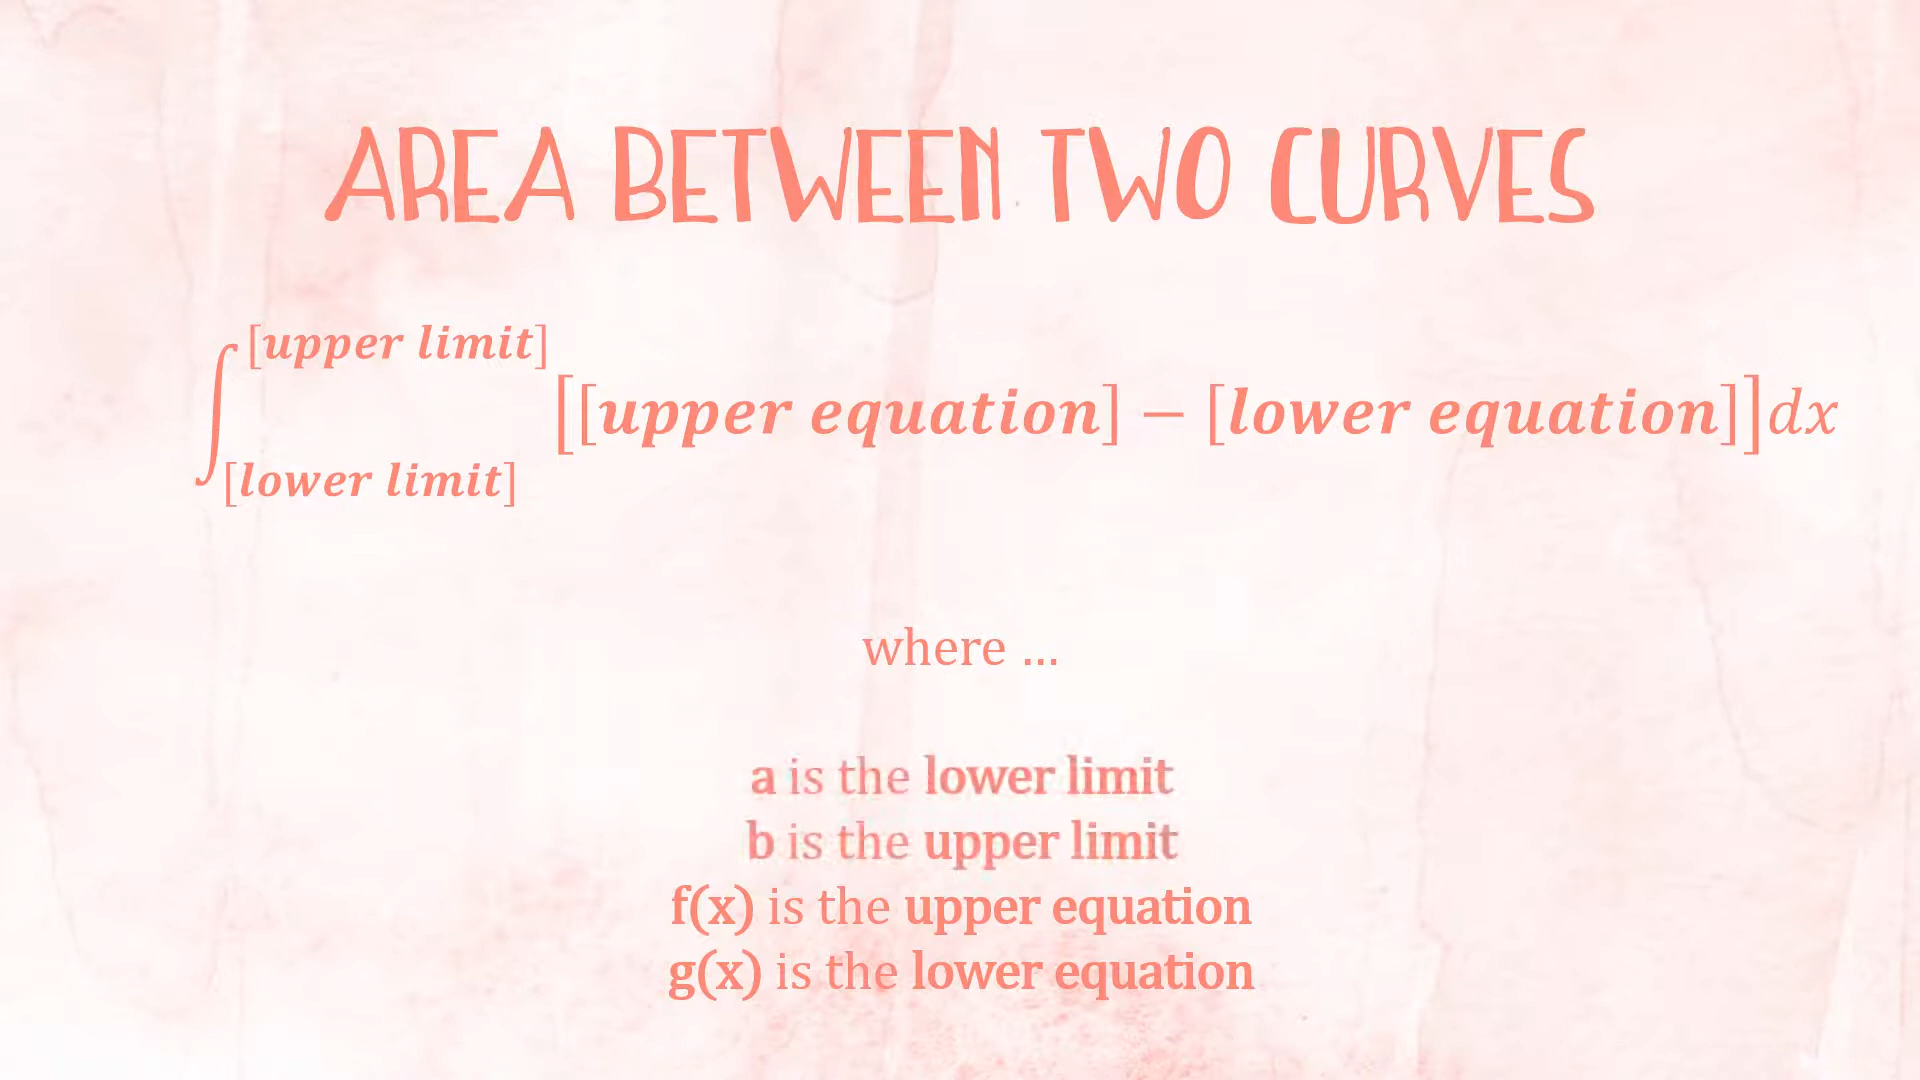 AREA BETWEEN TWO CURVES
∫[lower limit]^[upper limit] [[upper equation] − [lower equation]]dx
where ...
a is the lower limit
b is the upper limit
f(x) is the upper equation
g(x) is the lower equation